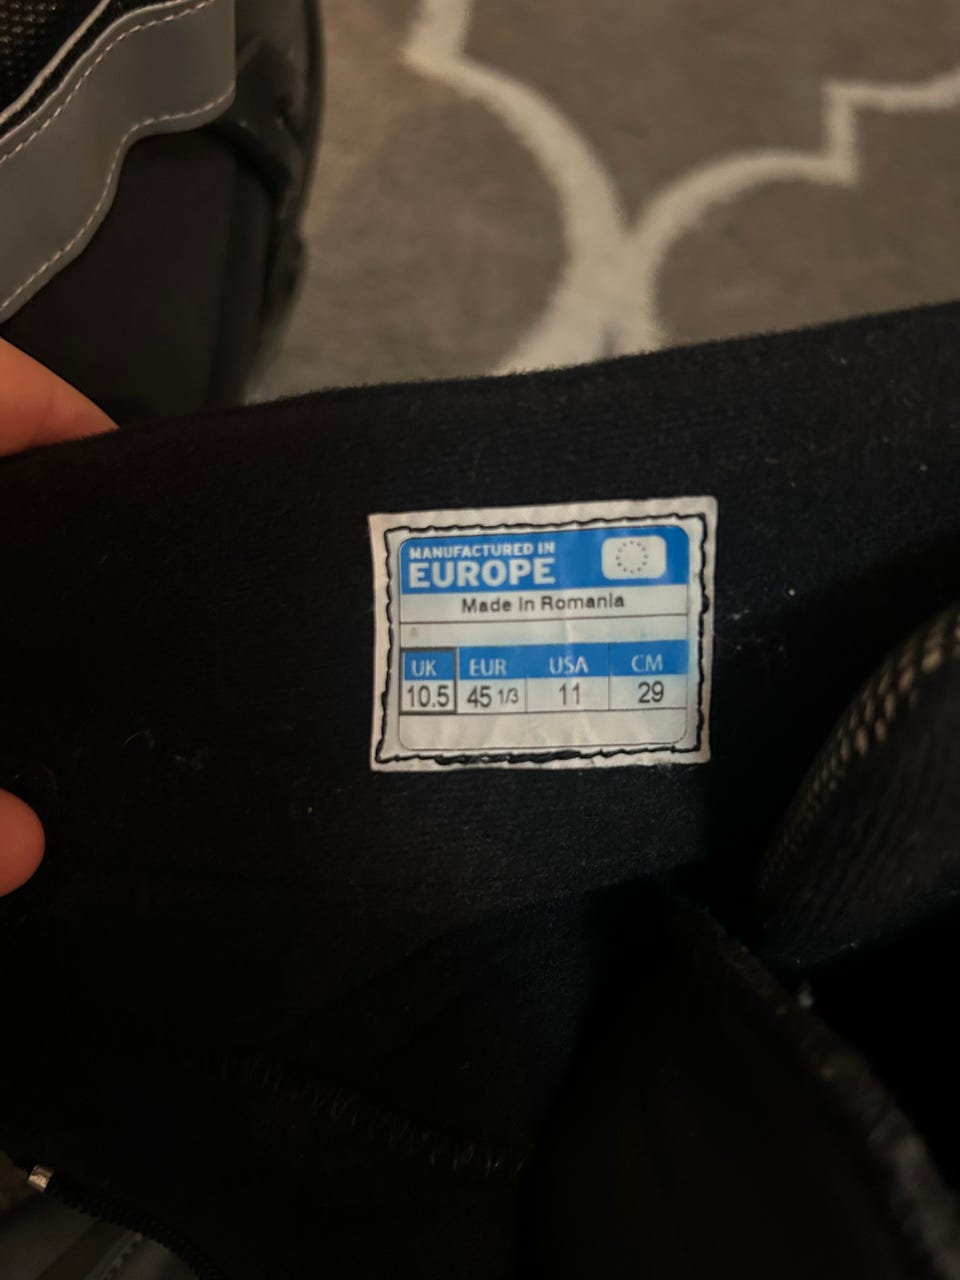 MANUFACTURED IN
EUROPE
Made In Romania
UK EUR USA CM
10.5 45 1/3 11 29